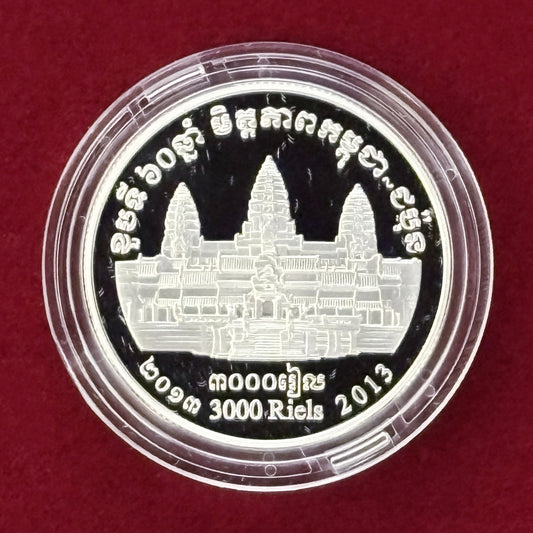 ខួបទី ៦០ឆ្នាំ មិត្តភាពកម្ពុជា~ជប៉ុន
៣០០០រៀល
២០១៣ 3000 Riels 2013